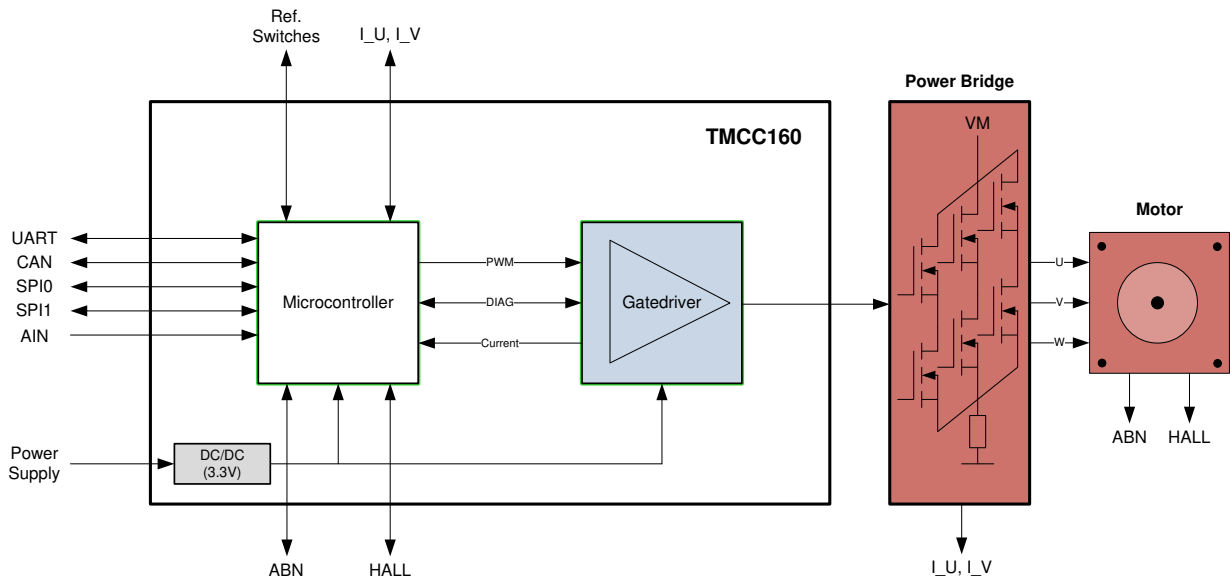 Ref.
Switches
I_U, I_V
Power Bridge
TMCC160
VM
Motor
UART
CAN
SPI0
SPI1
AIN
Microcontroller
PWM
DIAG
Current
Gatedriver
U
V
W
ABN
HALL
Power
Supply
DC/DC
(3.3V)
ABN
HALL
I_U, I_V